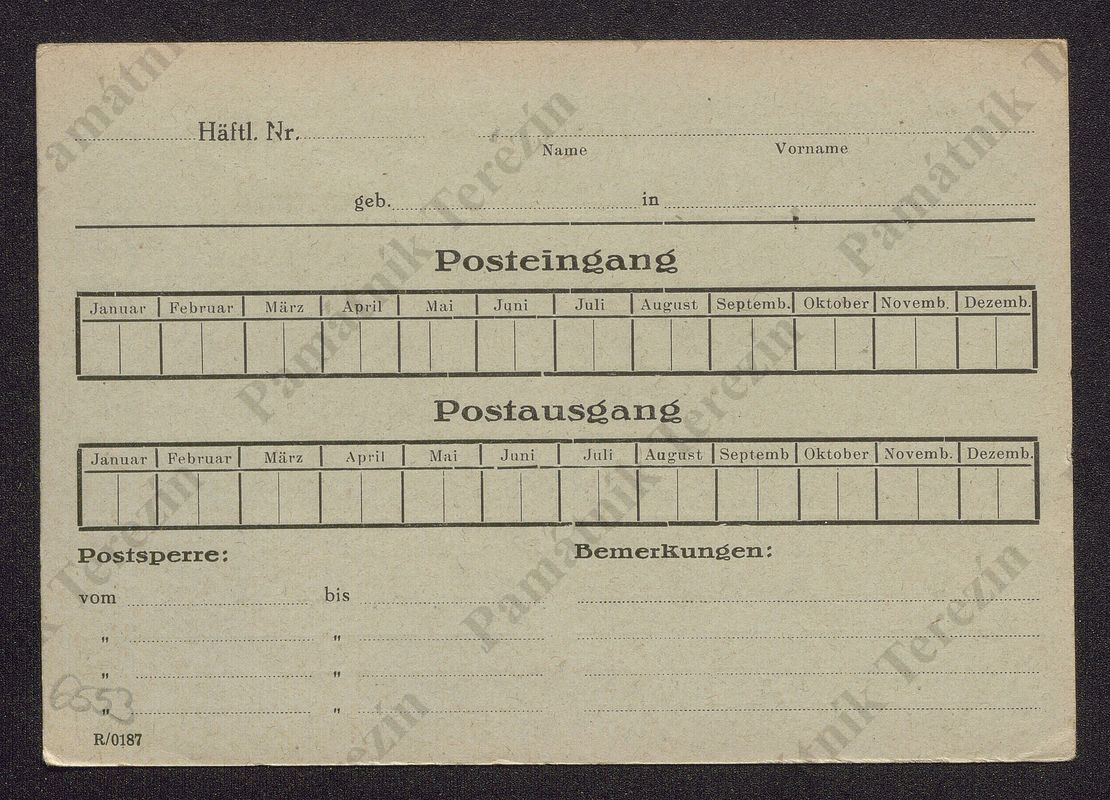 Häftl. Nr.
Name Vorname
geb. in
Posteingang
Januar Februar März April Mai Juni Juli August Septemb. Oktober Novemb. Dezemb.
Postausgang
Januar Februar März April Mai Juni Juli August Septemb Oktober Novemb. Dezemb.
Postsperre: Bemerkungen:
vom bis
" "
" "
" "
6553
R/0187
Památník Terezín